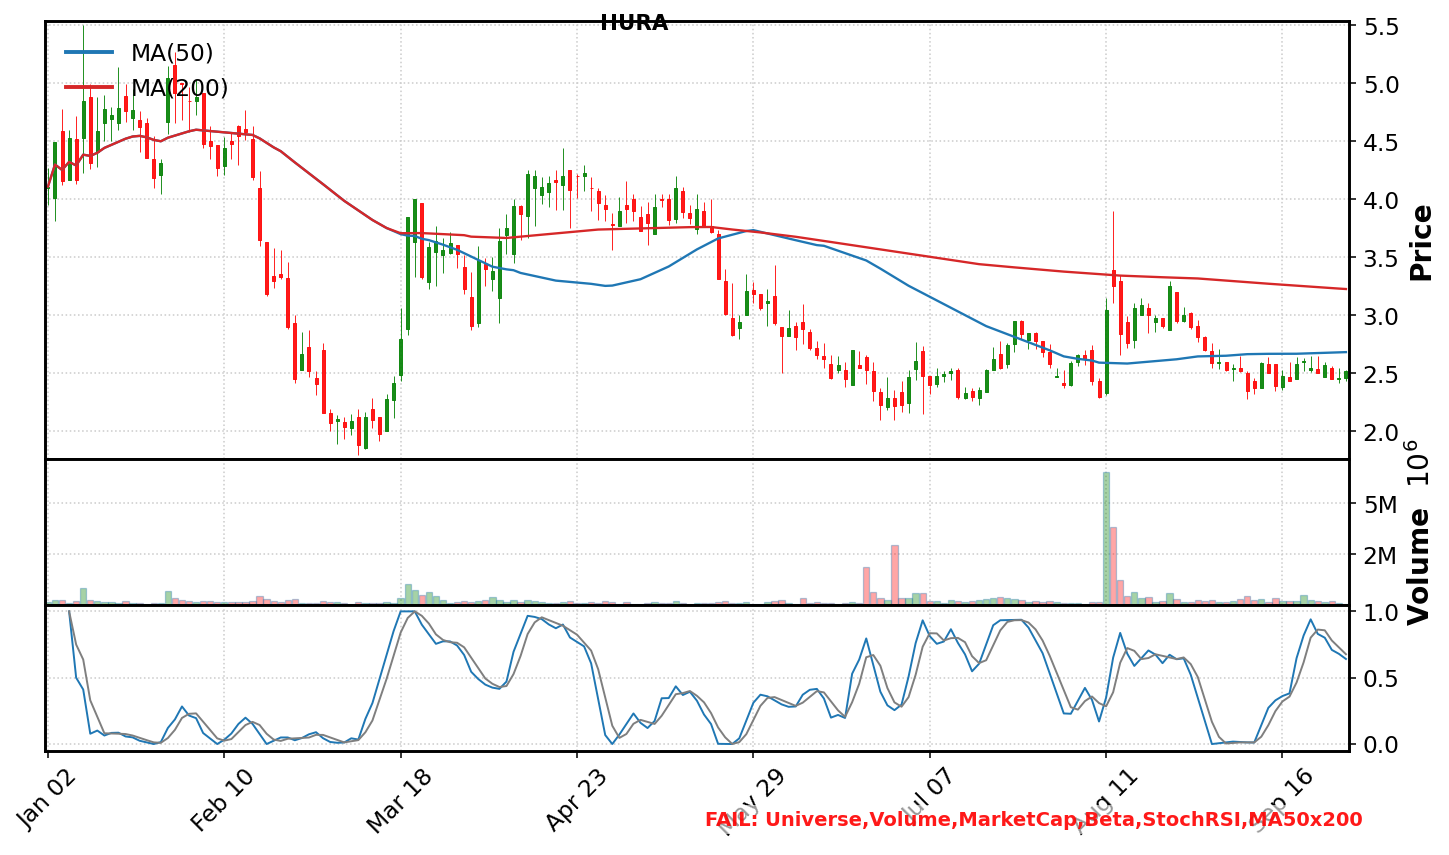 HURA
MA(50)
MA(200)
5.5
5.0
4.5
4.0
3.5
3.0
2.5
2.0
Price
5M
2M
Volume 10^6
1.0
0.5
0.0
Jan 02
Feb 10
Mar 18
Apr 23
May 29
Jul 07
Aug 11
Sep 16
FAIL: Universe,Volume,MarketCap,Beta,StochRSI,MA50x200